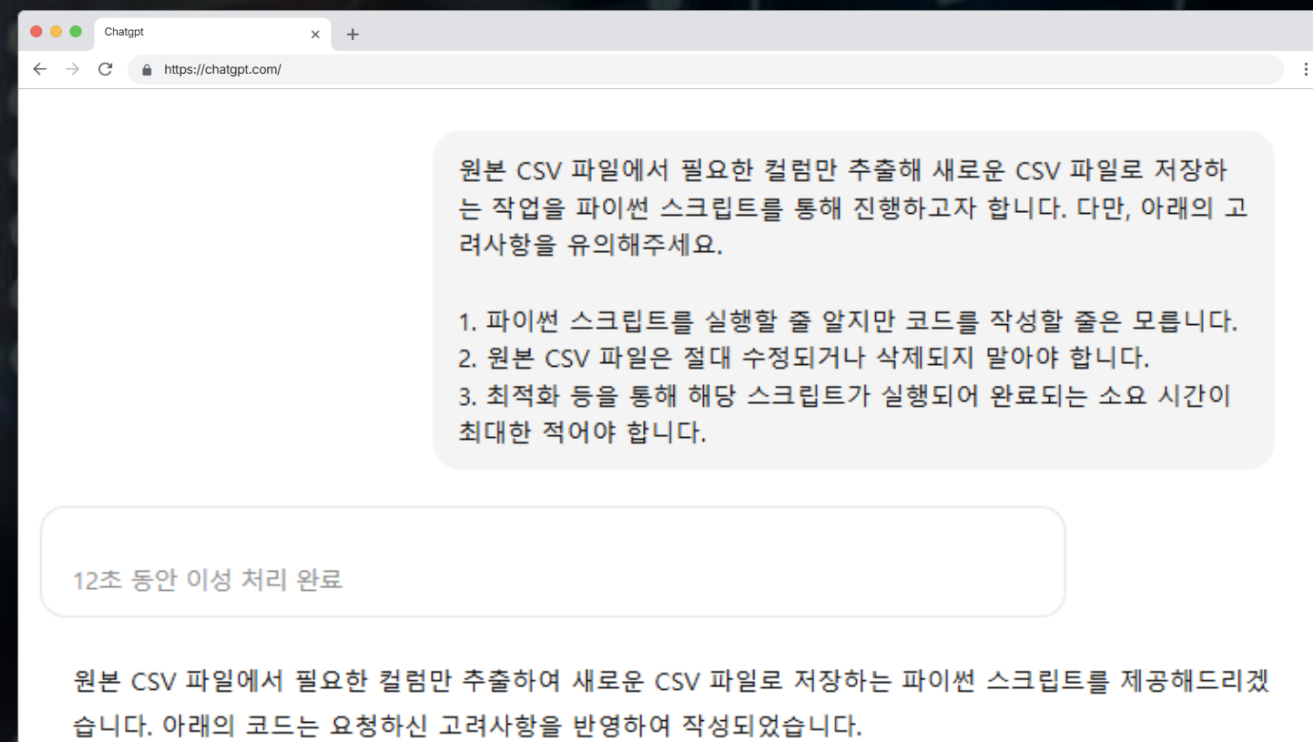 Chatgpt
https://chatgpt.com/
원본 CSV 파일에서 필요한 컬럼만 추출해 새로운 CSV 파일로 저장하
는 작업을 파이썬 스크립트를 통해 진행하고자 합니다. 다만, 아래의 고
려사항을 유의해주세요.
1. 파이썬 스크립트를 실행할 줄 알지만 코드를 작성할 줄은 모릅니다.
2. 원본 CSV 파일은 절대 수정되거나 삭제되지 말아야 합니다.
3. 최적화 등을 통해 해당 스크립트가 실행되어 완료되는 소요 시간이
최대한 적어야 합니다.
12초 동안 이성 처리 완료
원본 CSV 파일에서 필요한 컬럼만 추출하여 새로운 CSV 파일로 저장하는 파이썬 스크립트를 제공해드리겠
습니다. 아래의 코드는 요청하신 고려사항을 반영하여 작성되었습니다.